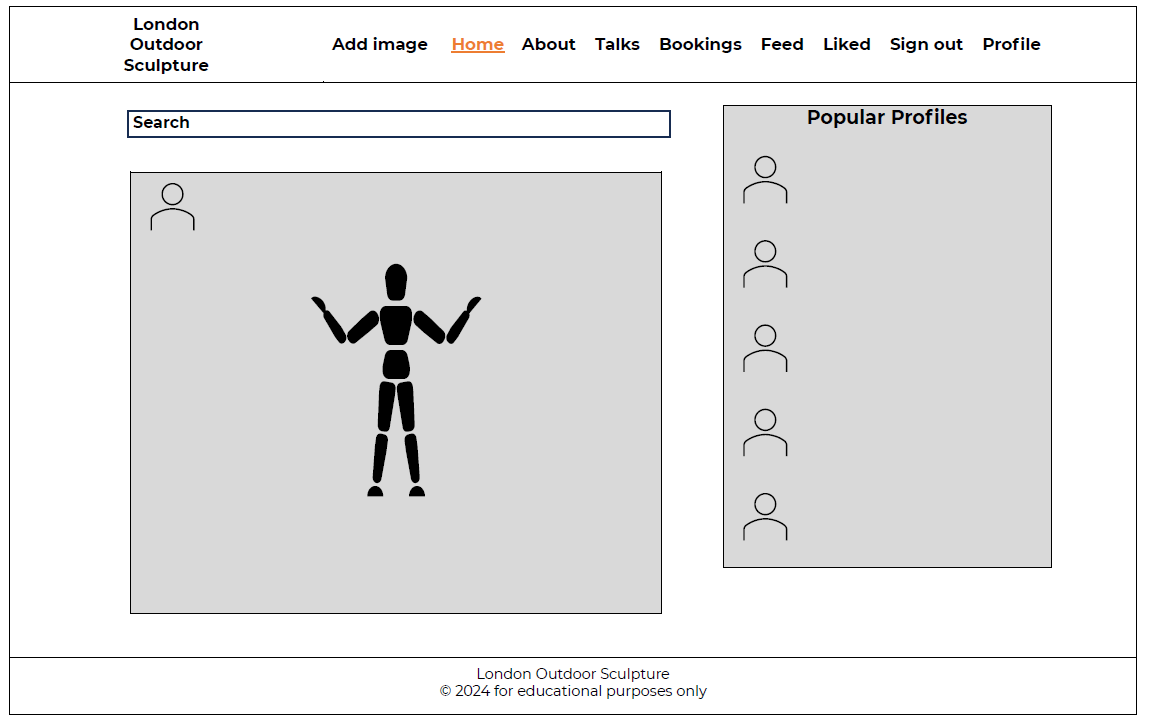 London
Outdoor
Sculpture
Add image Home About Talks Bookings Feed Liked Sign out Profile
Search
Popular Profiles
London Outdoor Sculpture
© 2024 for educational purposes only